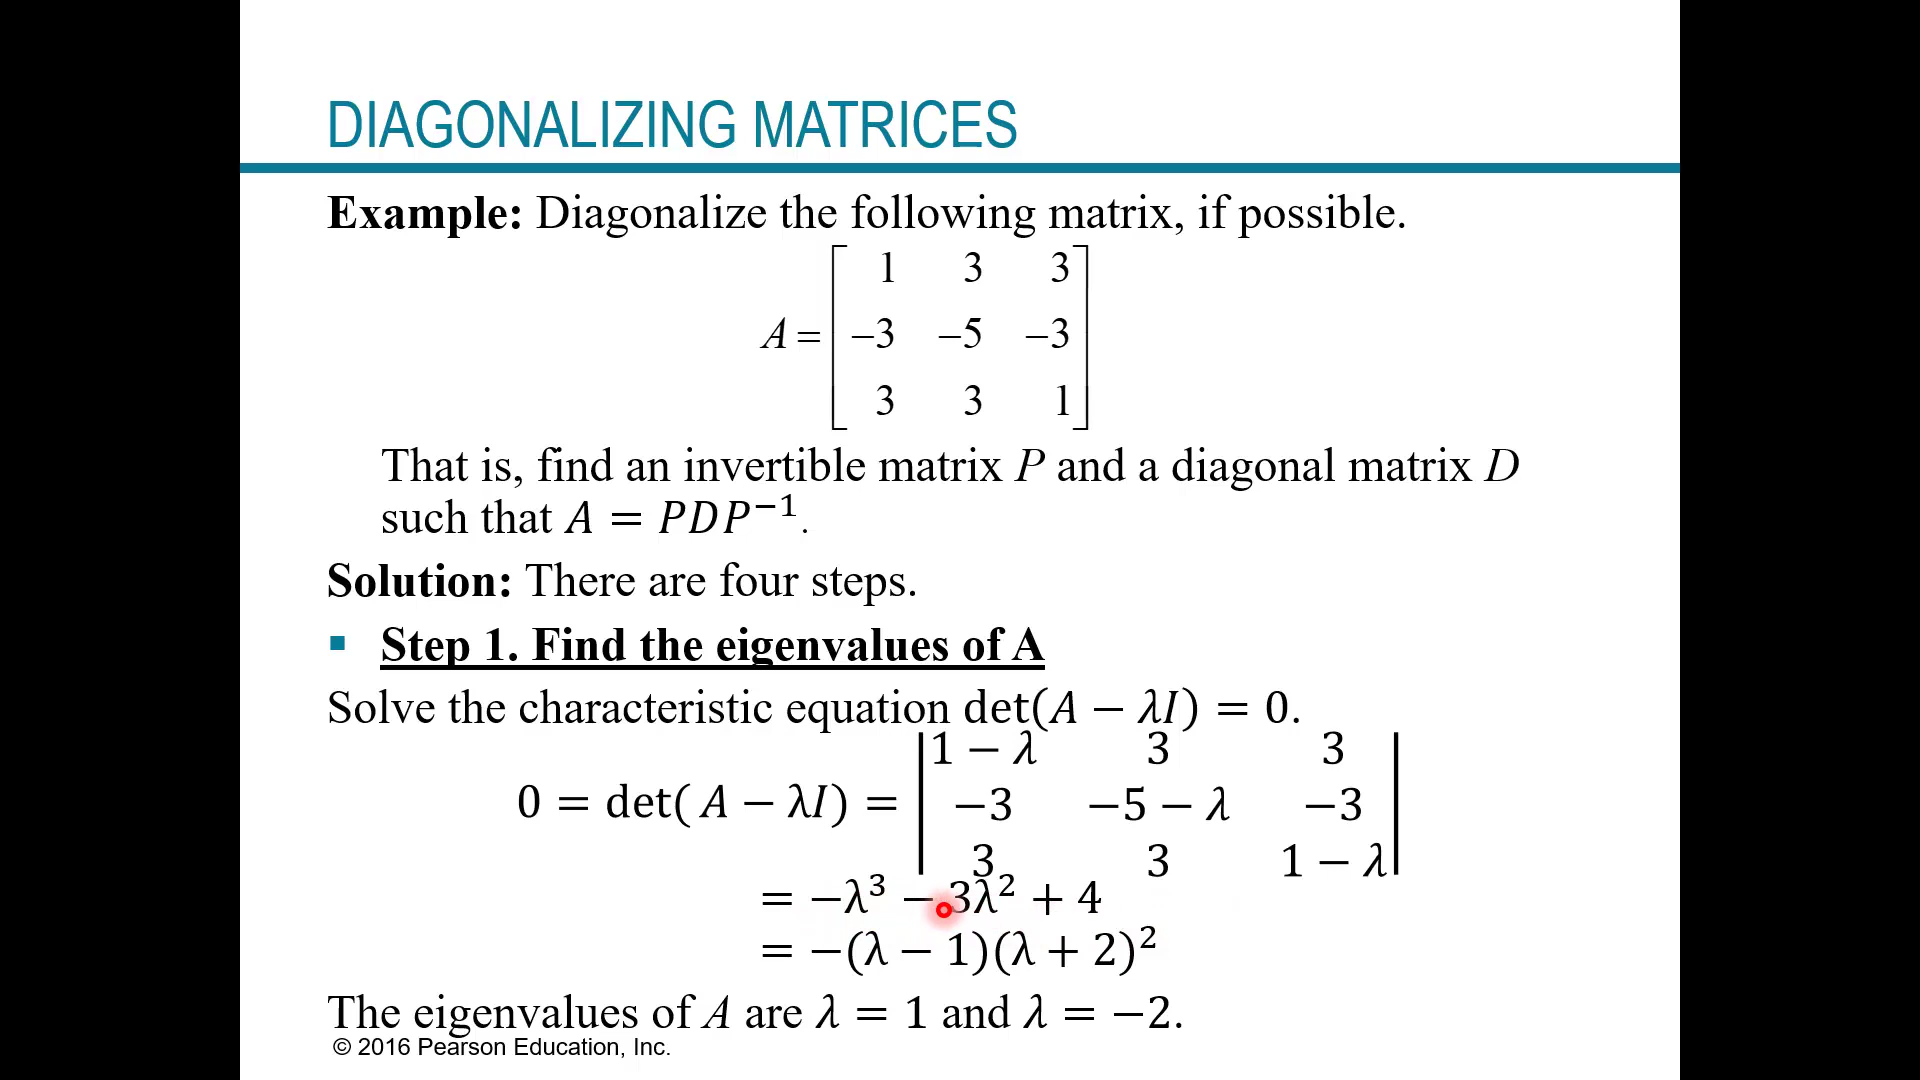 DIAGONALIZING MATRICES
Example: Diagonalize the following matrix, if possible.
1 3 3
A = −3 −5 −3
3 3 1
That is, find an invertible matrix P and a diagonal matrix D
such that A = PDP⁻¹.
Solution: There are four steps.
▪ Step 1. Find the eigenvalues of A
Solve the characteristic equation det(A − λI) = 0.
1 − λ 3 3
0 = det( A − λI) = −3 −5 − λ −3
3 3 1 − λ
= −λ³ − 3λ² + 4
= −(λ − 1)(λ + 2)²
The eigenvalues of A are λ = 1 and λ = −2.
© 2016 Pearson Education, Inc.